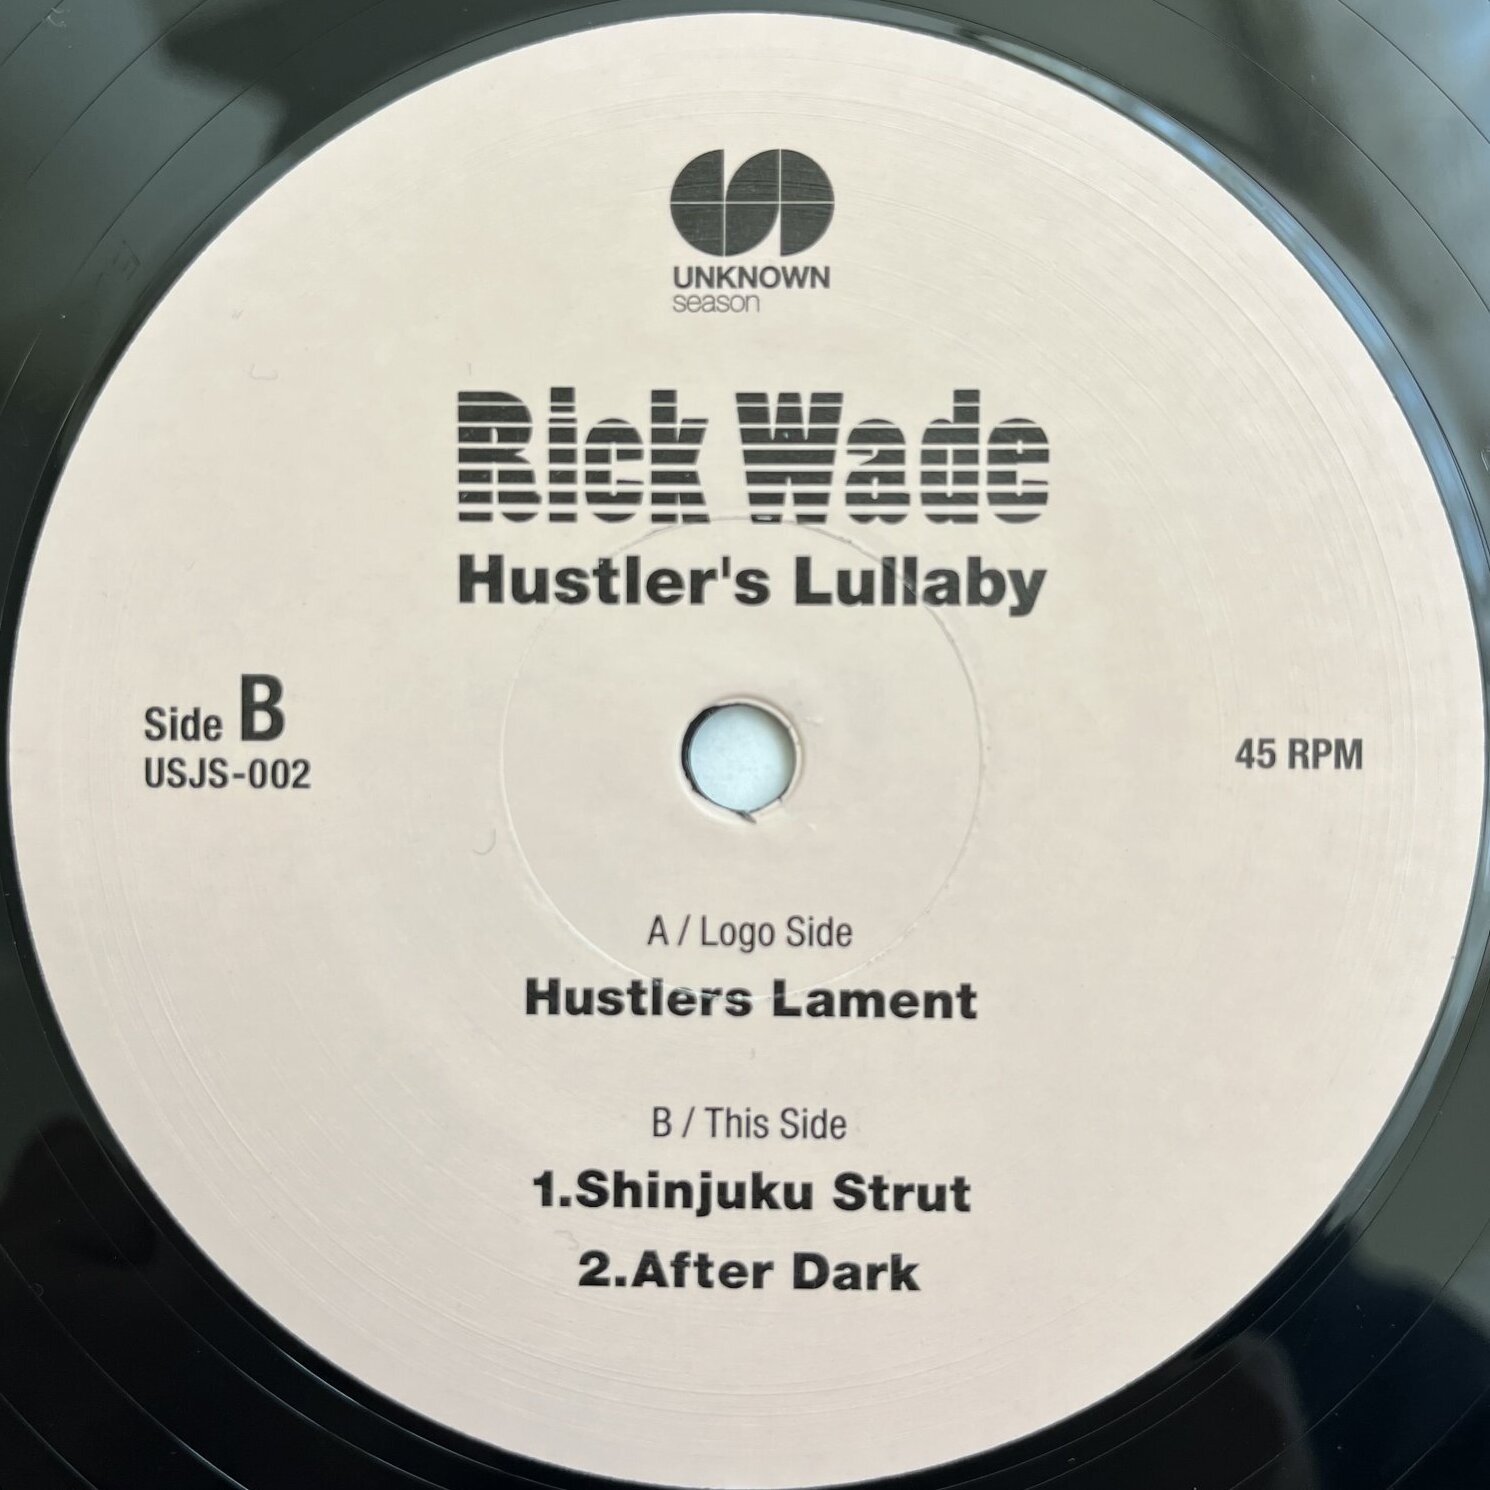 UNKNOWN
season
Rick Wade
Hustler's Lullaby
Side B
USJS-002
45 RPM
A / Logo Side
Hustlers Lament
B / This Side
1.Shinjuku Strut
2.After Dark